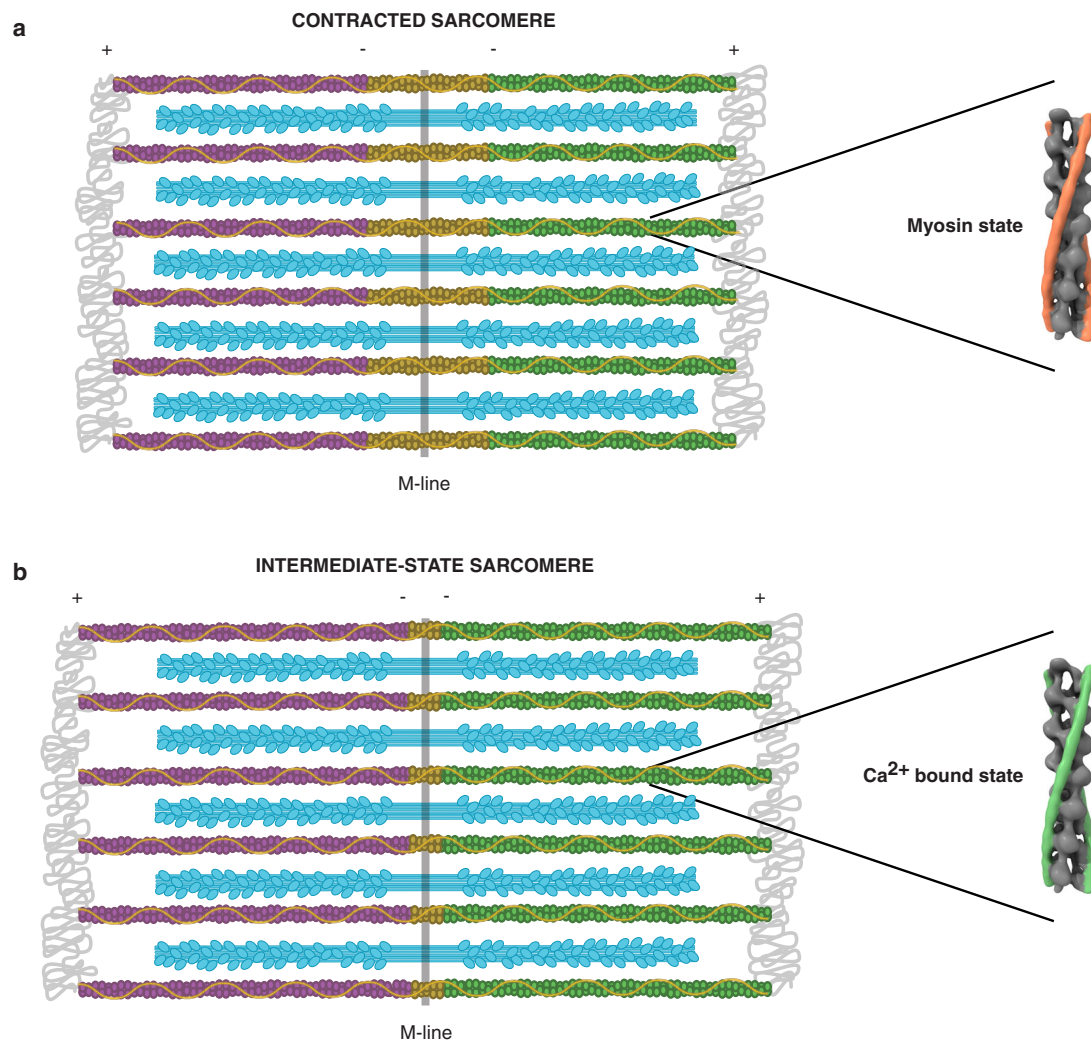 a
CONTRACTED SARCOMERE
+ - - +
Myosin state
M-line
b
INTERMEDIATE-STATE SARCOMERE
+ - - +
Ca2+ bound state
M-line